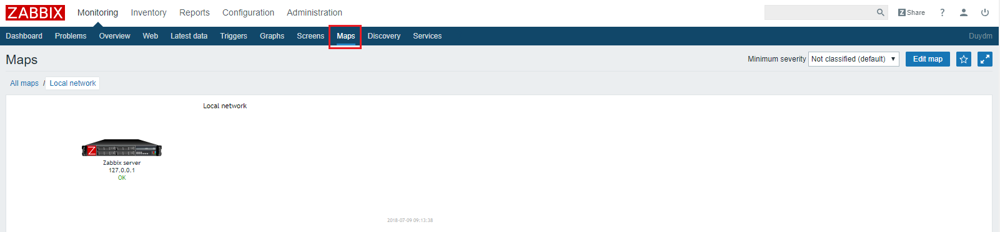 ZABBIX Monitoring Inventory Reports Configuration Administration Z Share ?
Dashboard Problems Overview Web Latest data Triggers Graphs Screens Maps Discovery Services Duydm
Maps Minimum severity Not classified (default) Edit map
All maps / Local network
Local network
Z
Zabbix server
127.0.0.1
OK
2018-07-09 09:13:38